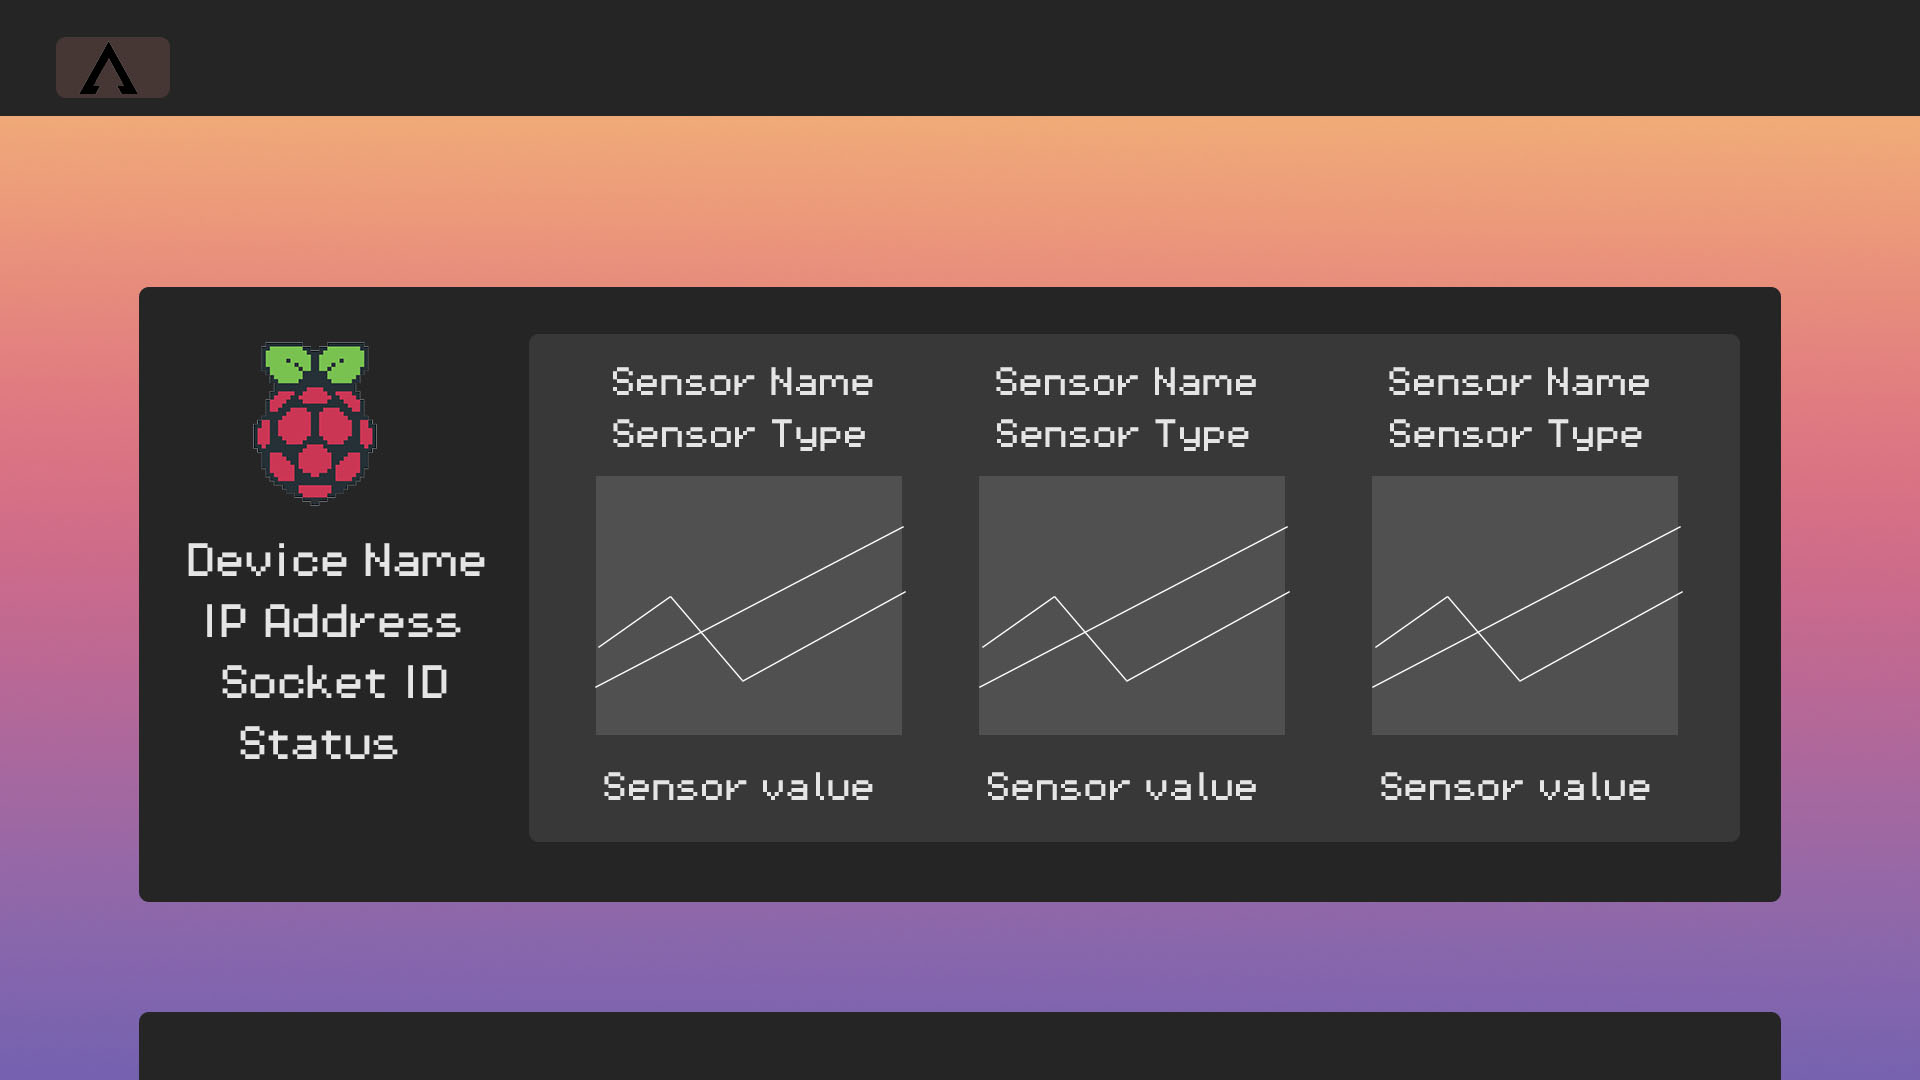 Device Name
IP Address
Socket ID
Status
Sensor Name
Sensor Type
Sensor value
Sensor Name
Sensor Type
Sensor value
Sensor Name
Sensor Type
Sensor value